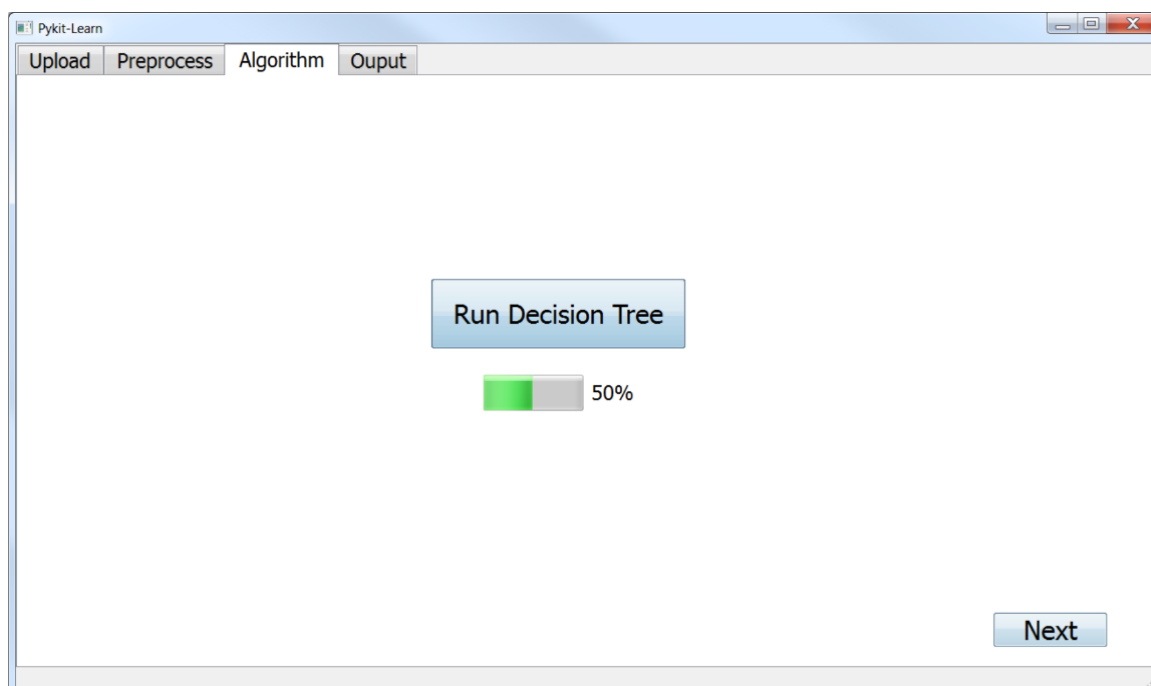 Pykit-Learn
Upload Preprocess Algorithm Ouput
Run Decision Tree
50%
Next